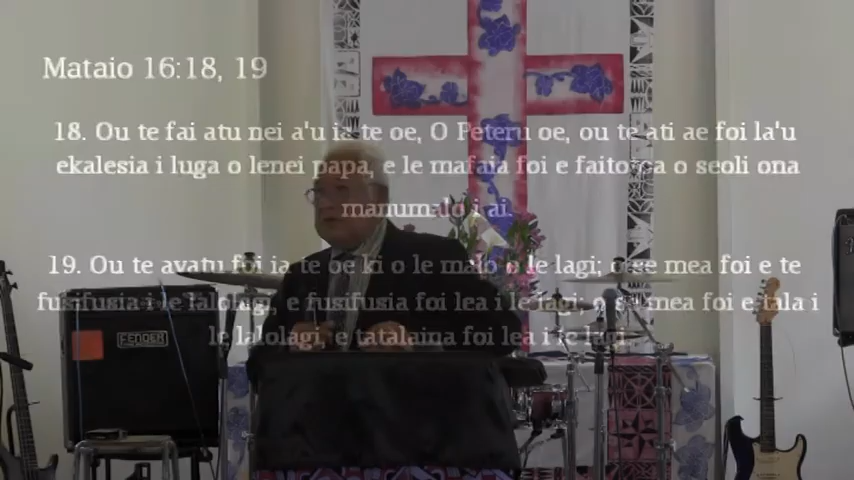 Mataio 16:18, 19
18. Ou te fai atu nei a'u ia te oe, O Peteru oe, ou te ati ae foi la'u
ekalesia i luga o lenei papa, e le mafaia foi e faitotoa o seoli ona
manumalo i ai.
19. Ou te avatu foi ia te oe ki o le malo o le lagi; o se mea foi e te
fusifusia i le lalolagi, e fusifusia foi lea i le lagi; o se mea foi e tala i
le lalolagi, e tatalaina foi lea i le lagi.
FENDER